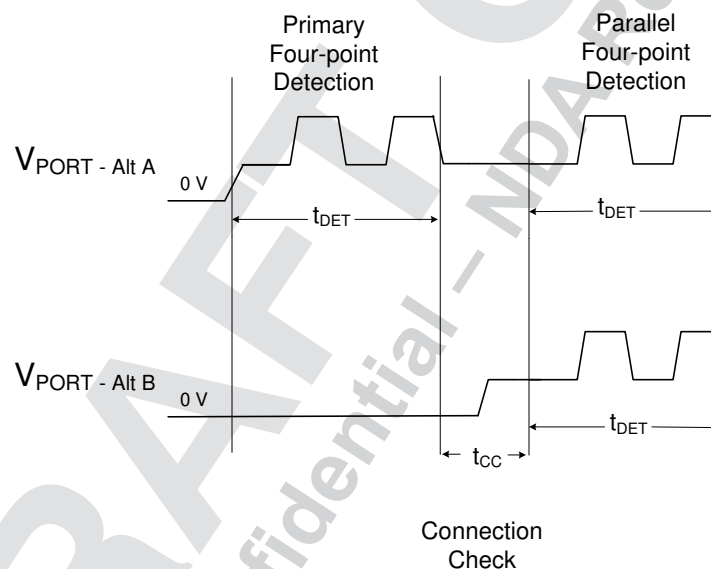 Primary
Four-point
Detection
Parallel
Four-point
Detection
VPORT - Alt A
0 V
tDET
tDET
VPORT - Alt B
0 V
tDET
tCC
Connection
Check